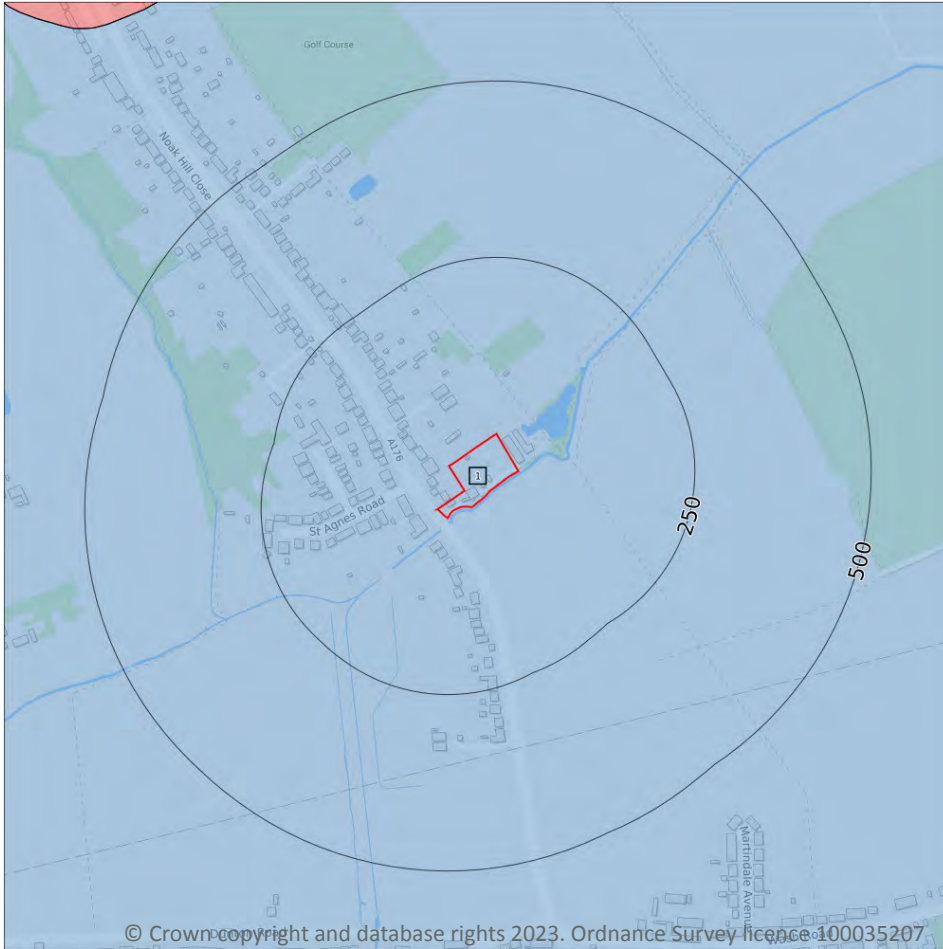 Golf Course
Noak Hill Close
A176
1
St Agnes Road
250
500
Martindale Avenue
© Crown copyright and database rights 2023. Ordnance Survey licence 100035207.